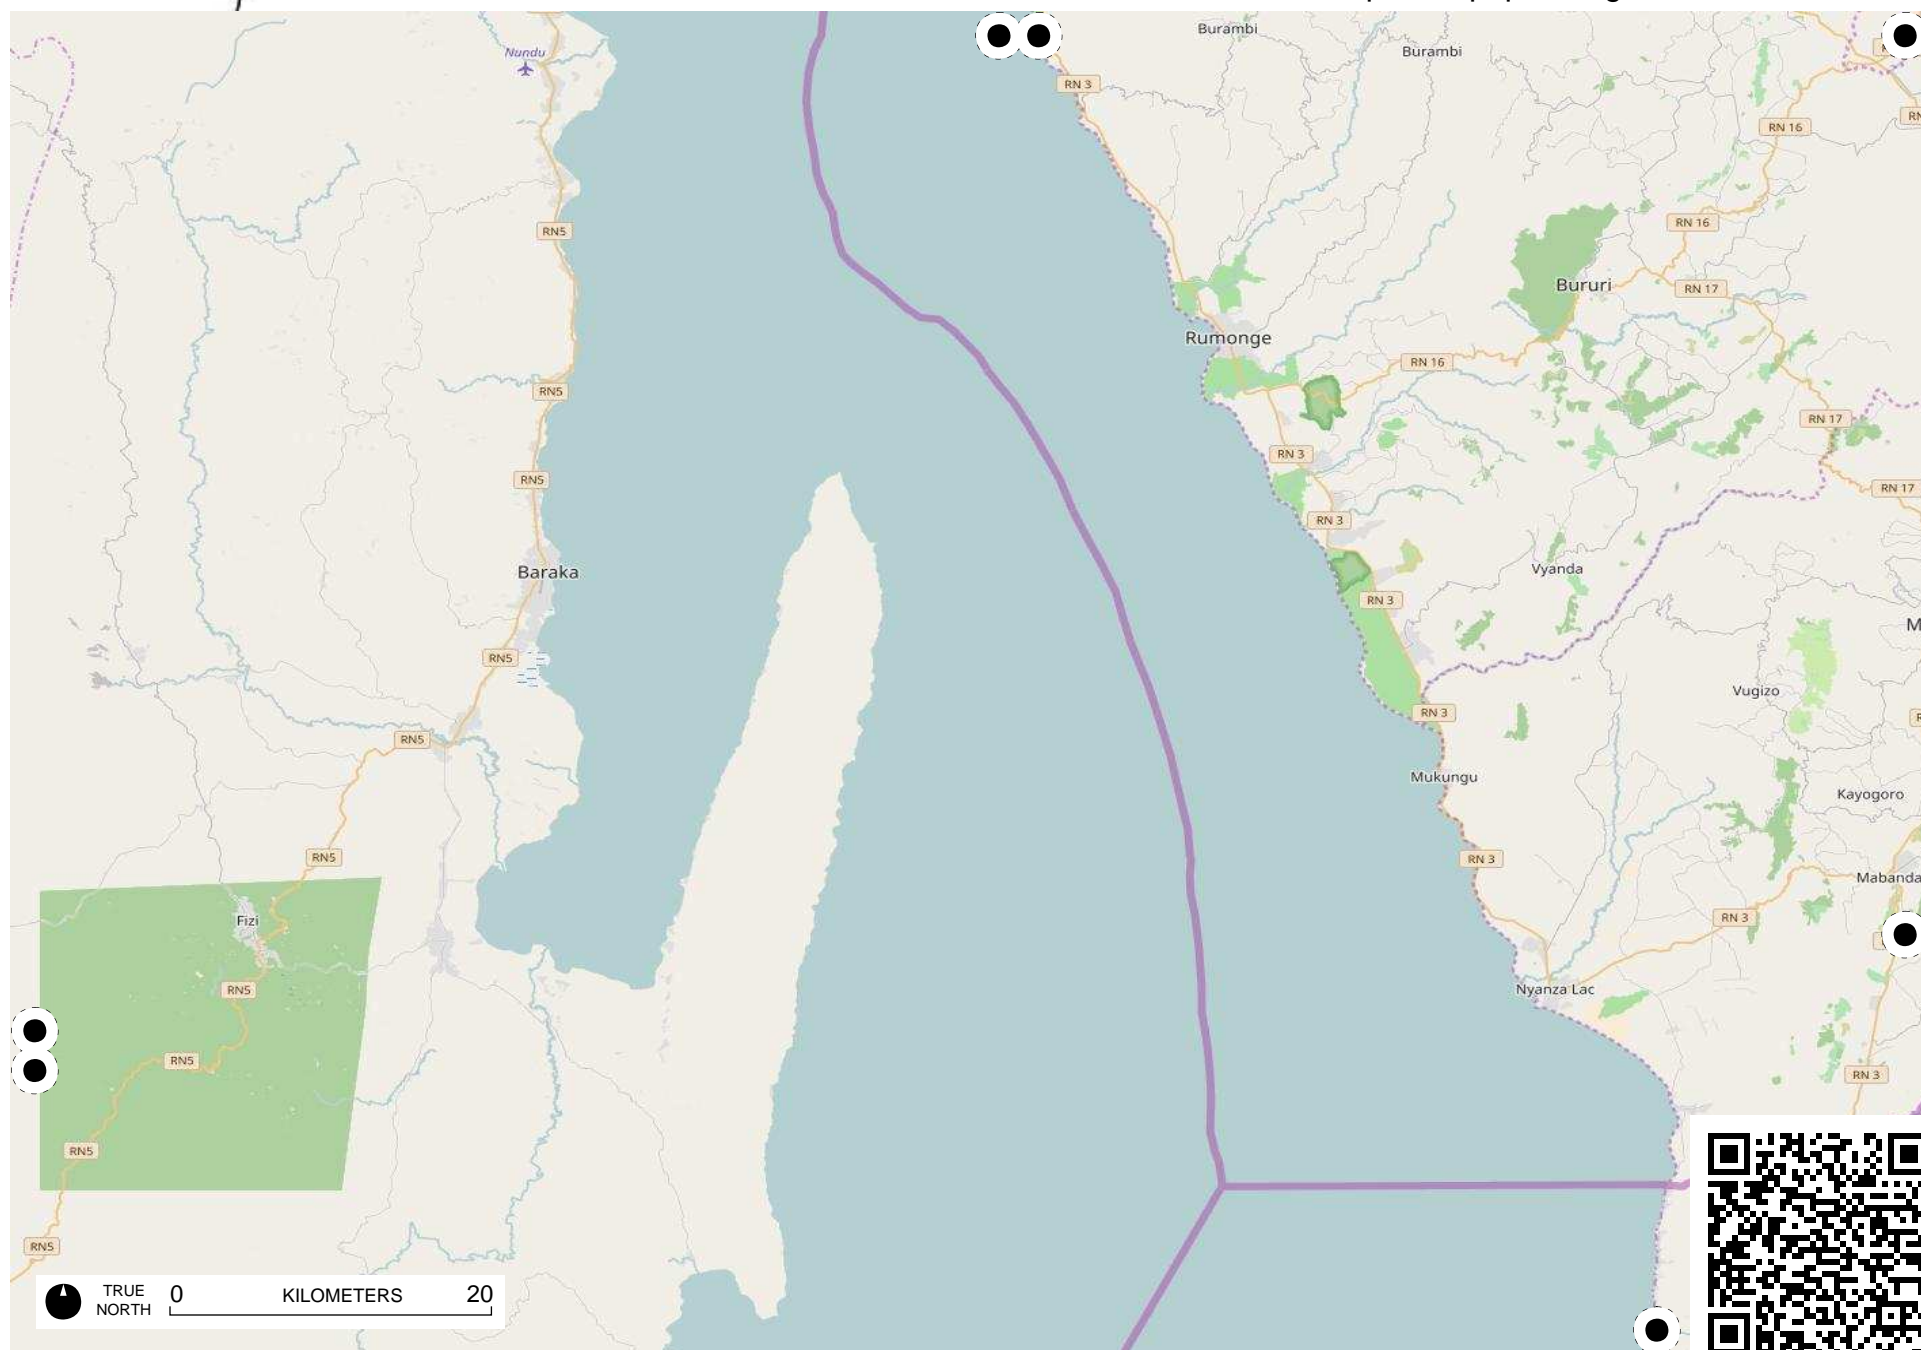 Burambi
Burambi
Nundu
RN 3
RN 16
RN 16
RN5
Bururi
RN 17
Rumonge
RN 16
RN5
RN 17
RN 3
RN5
RN 17
RN 3
Vyanda
Baraka
RN 3
RN5
Vugizo
RN 3
RN5
Mukungu
Kayogoro
RN5
RN 3
Mabanda
Fizi
RN 3
RN5
Nyanza Lac
RN5
RN 3
RN5
RN5
TRUE
NORTH
0 KILOMETERS 20